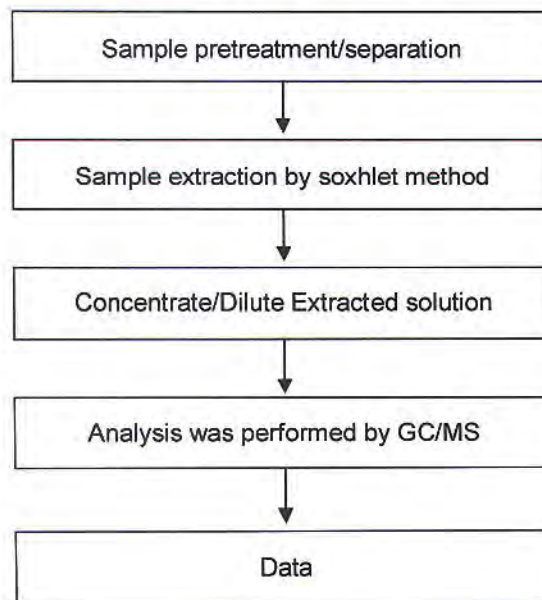 Sample pretreatment/separation
Sample extraction by soxhlet method
Concentrate/Dilute Extracted solution
Analysis was performed by GC/MS
Data